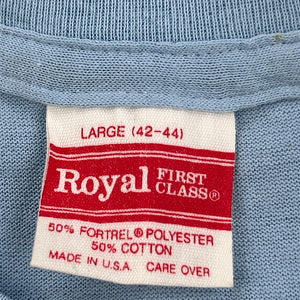 LARGE (42-44)
Royal FIRST CLASS®
50% FORTREL® POLYESTER
50% COTTON
MADE IN U.S.A. CARE OVER